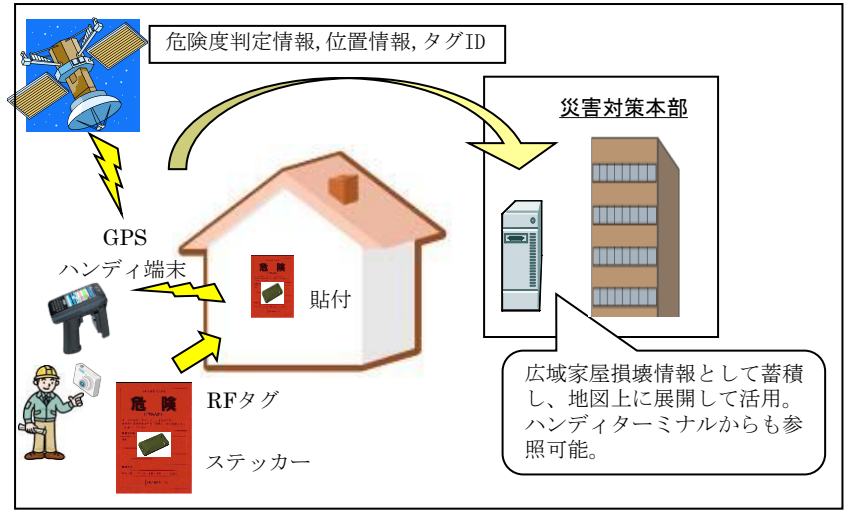 危険度判定情報,位置情報,タグID
災害対策本部
GPS
ハンディ端末
危 険
貼付
危 険
RFタグ
ステッカー
広域家屋損壊情報として蓄積
し、地図上に展開して活用。
ハンディターミナルからも参
照可能。